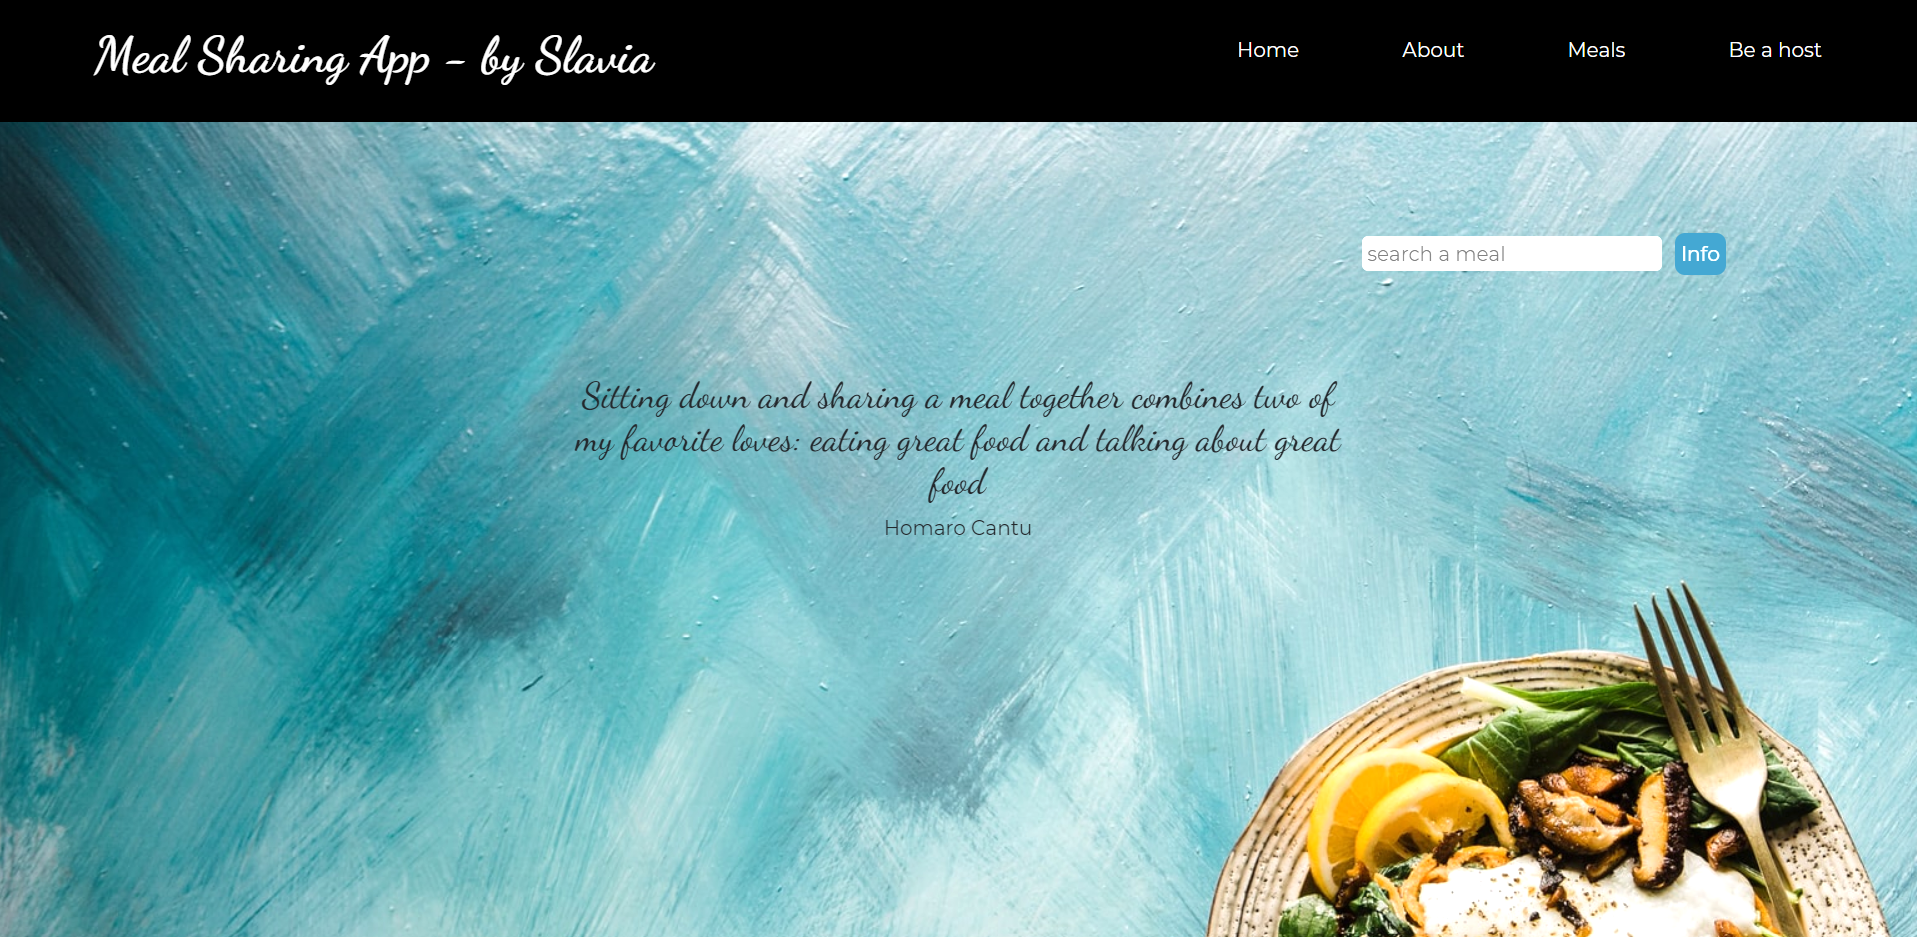 Meal Sharing App - by Slavia
Home About Meals Be a host
search a meal Info
Sitting down and sharing a meal together combines two of
my favorite loves: eating great food and talking about great
food
Homaro Cantu